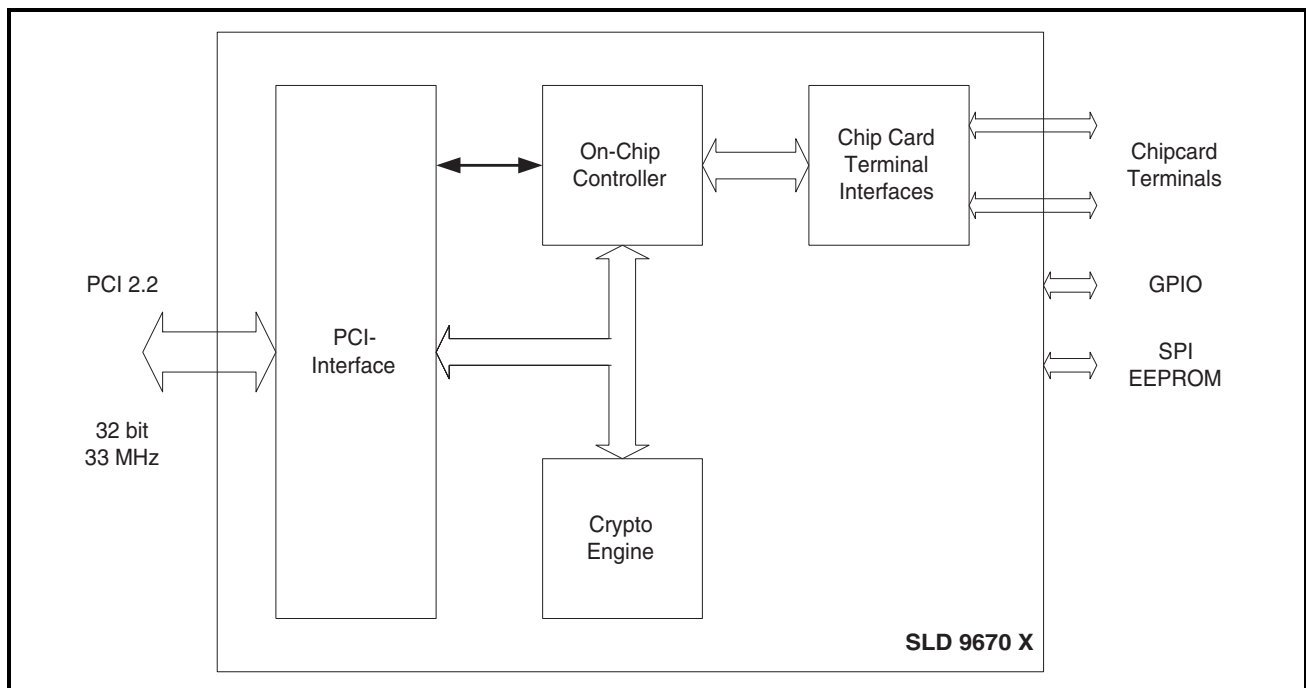 PCI 2.2
32 bit
33 MHz
PCI-
Interface
On-Chip
Controller
Chip Card
Terminal
Interfaces
Chipcard
Terminals
GPIO
SPI
EEPROM
Crypto
Engine
SLD 9670 X